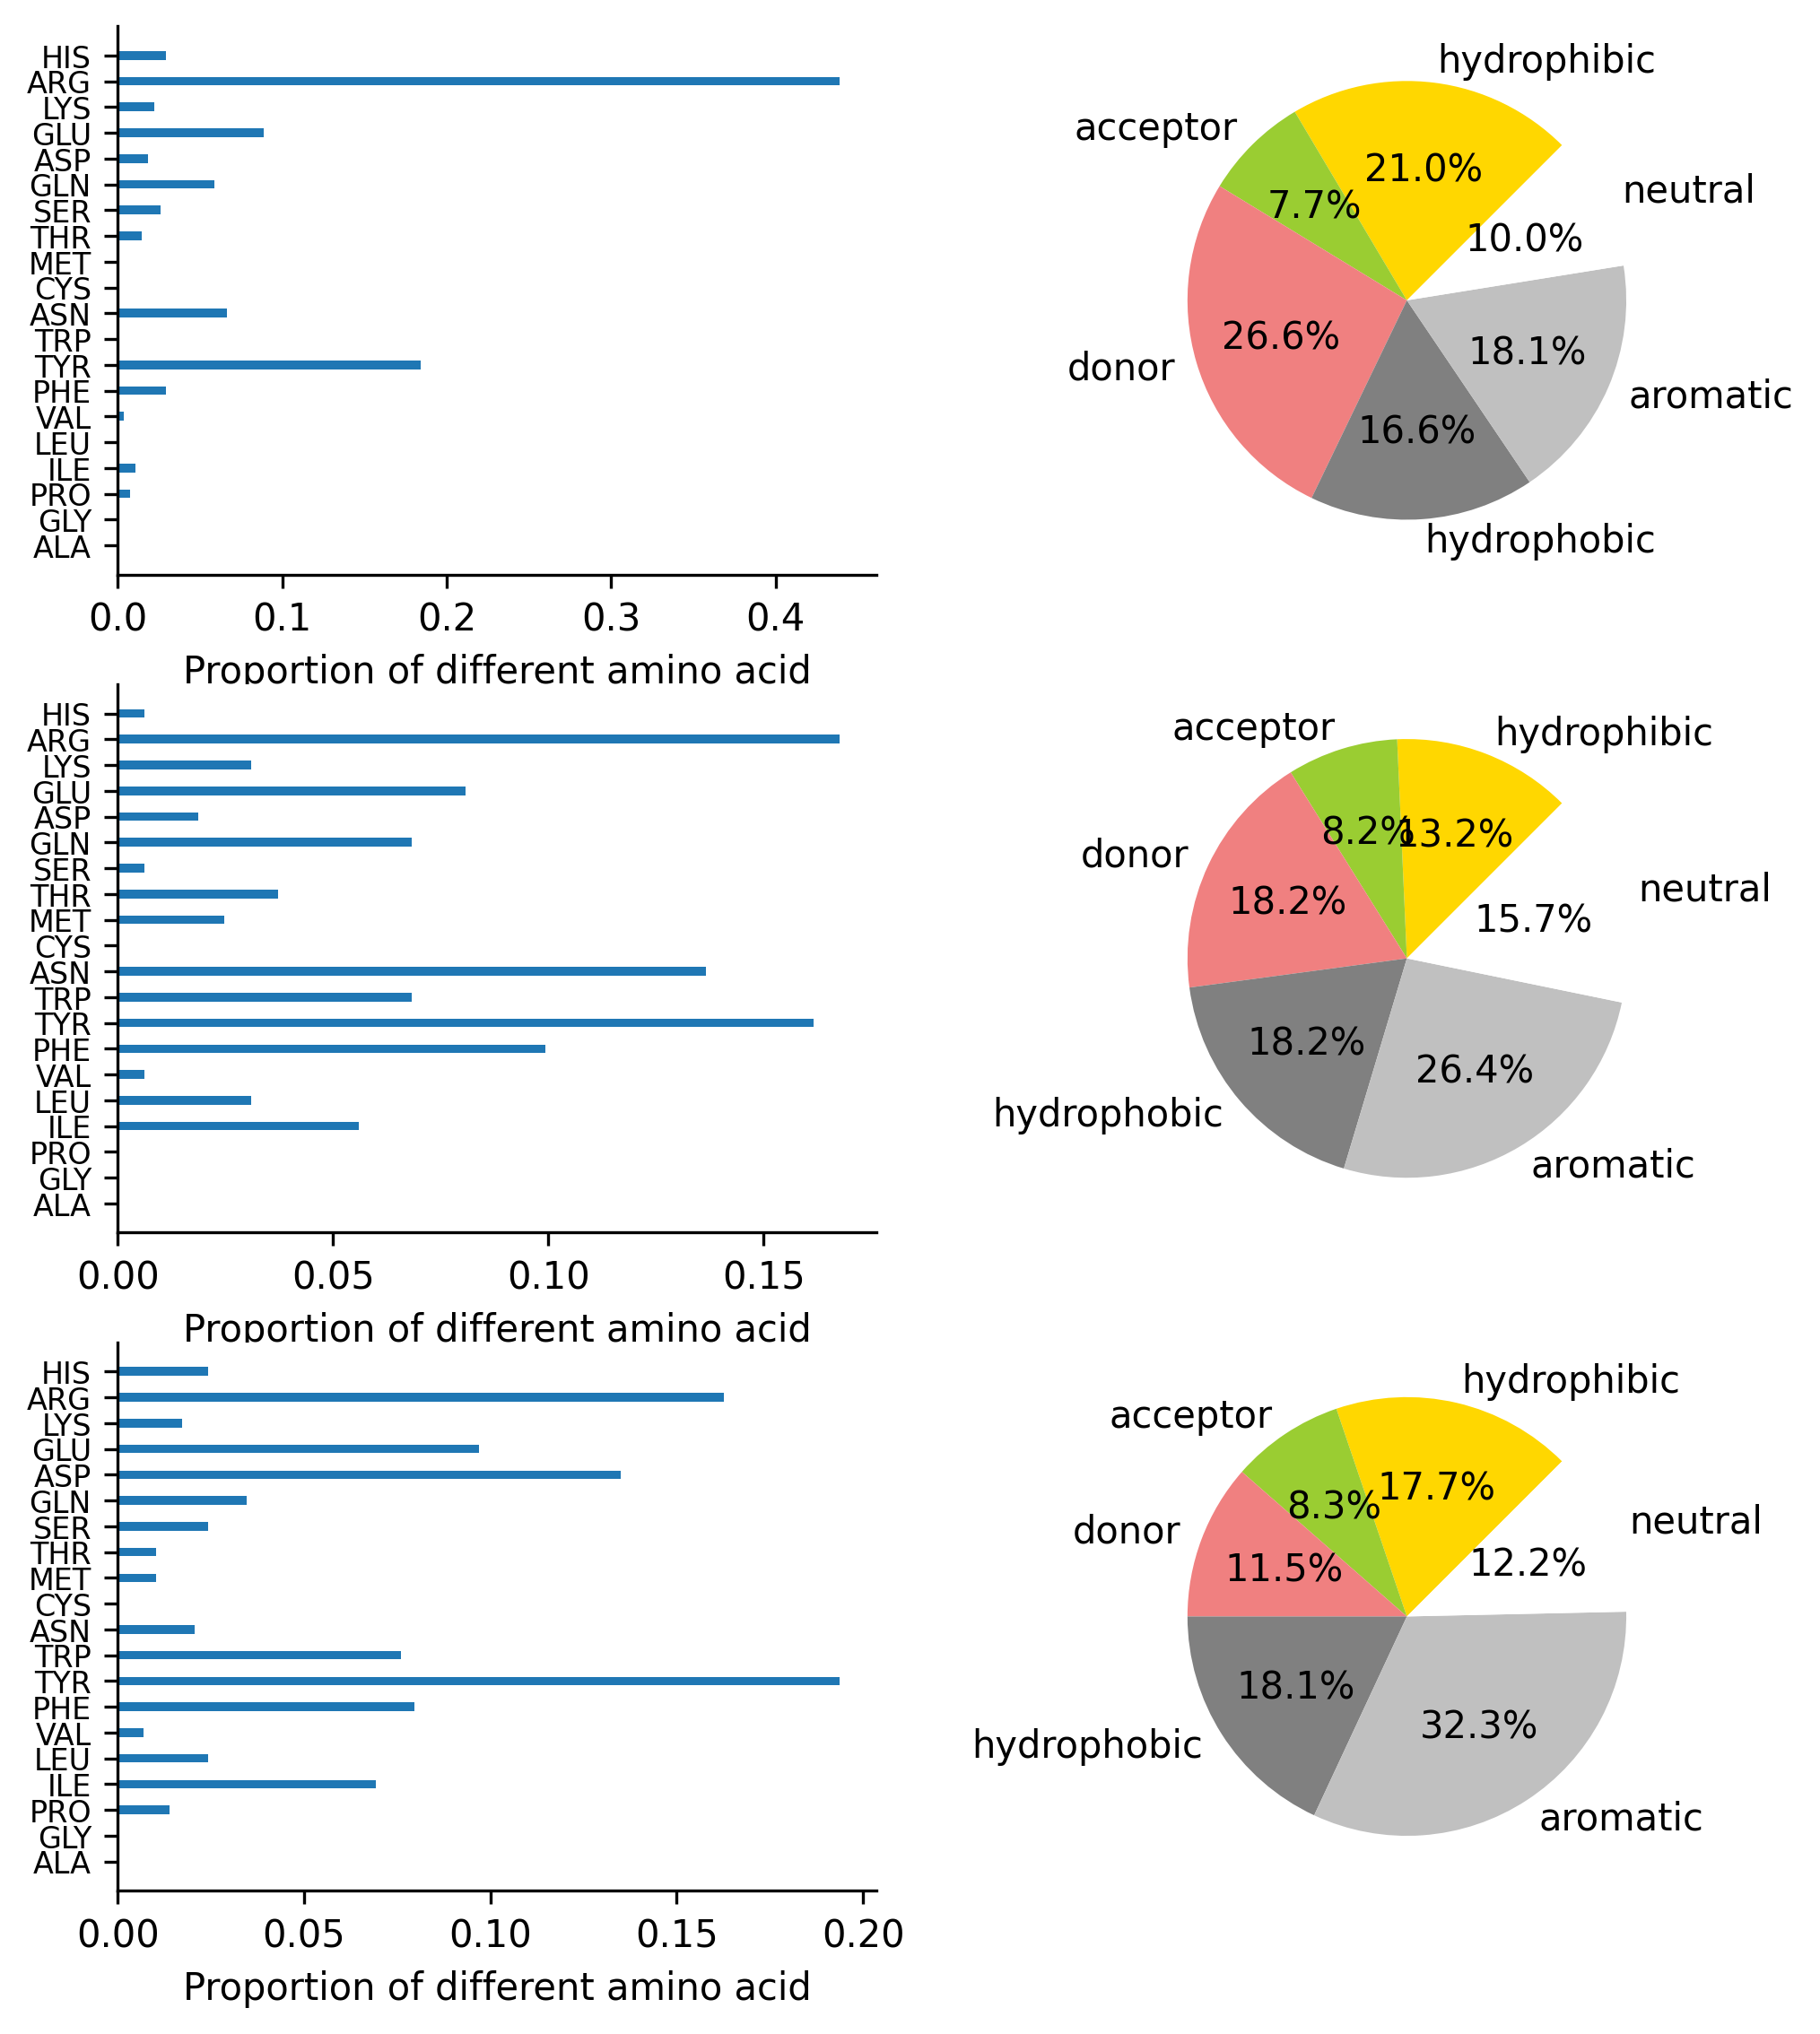 HIS
ARG
LYS
GLU
ASP
GLN
SER
THR
MET
CYS
ASN
TRP
TYR
PHE
VAL
LEU
ILE
PRO
GLY
ALA
0.0 0.1 0.2 0.3 0.4
Proportion of different amino acid
hydrophibic
acceptor
21.0%
neutral
7.7%
10.0%
26.6%
18.1%
donor
aromatic
16.6%
hydrophobic
HIS
ARG
LYS
GLU
ASP
GLN
SER
THR
MET
CYS
ASN
TRP
TYR
PHE
VAL
LEU
ILE
PRO
GLY
ALA
0.00 0.05 0.10 0.15
Proportion of different amino acid
acceptor
hydrophibic
8.2%
13.2%
donor
neutral
18.2%
15.7%
18.2%
26.4%
hydrophobic
aromatic
HIS
ARG
LYS
GLU
ASP
GLN
SER
THR
MET
CYS
ASN
TRP
TYR
PHE
VAL
LEU
ILE
PRO
GLY
ALA
0.00 0.05 0.10 0.15 0.20
Proportion of different amino acid
hydrophibic
acceptor
17.7%
8.3%
neutral
donor
12.2%
11.5%
18.1%
32.3%
hydrophobic
aromatic